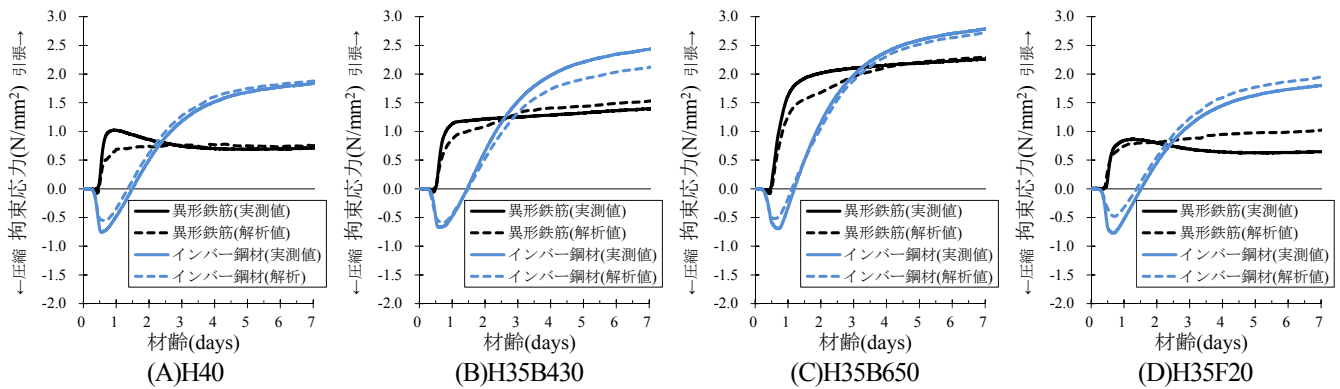 ←圧縮 拘束応力(N/mm²) 引張→
3.0
2.5
2.0
1.5
1.0
0.5
0.0
-0.5
-1.0
-1.5
-2.0
異形鉄筋(実測値)
異形鉄筋(解析値)
インバー鋼材(実測値)
インバー鋼材(解析)
0 1 2 3 4 5 6 7
材齢(days)
(A)H40
←圧縮 拘束応力(N/mm²) 引張→
3.0
2.5
2.0
1.5
1.0
0.5
0.0
-0.5
-1.0
-1.5
-2.0
異形鉄筋(実測値)
異形鉄筋(解析値)
インバー鋼材(実測値)
インバー鋼材(解析値)
0 1 2 3 4 5 6 7
材齢(days)
(B)H35B430
←圧縮 拘束応力(N/mm²) 引張→
3.0
2.5
2.0
1.5
1.0
0.5
0.0
-0.5
-1.0
-1.5
-2.0
異形鉄筋(実測値)
異形鉄筋(解析値)
インバー鋼材(実測値)
インバー鋼材(解析値)
0 1 2 3 4 5 6 7
材齢(days)
(C)H35B650
←圧縮 拘束応力(N/mm²) 引張→
3.0
2.5
2.0
1.5
1.0
0.5
0.0
-0.5
-1.0
-1.5
-2.0
異形鉄筋(実測値)
異形鉄筋(解析値)
インバー鋼材(実測値)
インバー鋼材(解析値)
0 1 2 3 4 5 6 7
材齢(days)
(D)H35F20